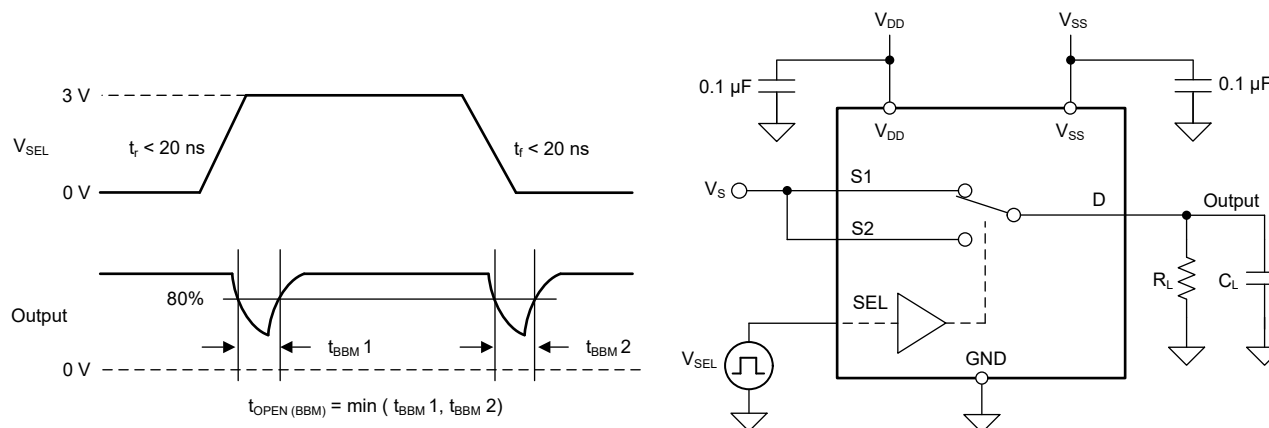 3 V
V_SEL
t_r < 20 ns
t_f < 20 ns
0 V
80%
Output
t_BBM 1
t_BBM 2
0 V
t_OPEN (BBM) = min ( t_BBM 1, t_BBM 2)
V_DD
V_SS
0.1 µF
0.1 µF
V_DD
V_SS
V_S
S1
D
Output
S2
R_L
C_L
SEL
V_SEL
GND